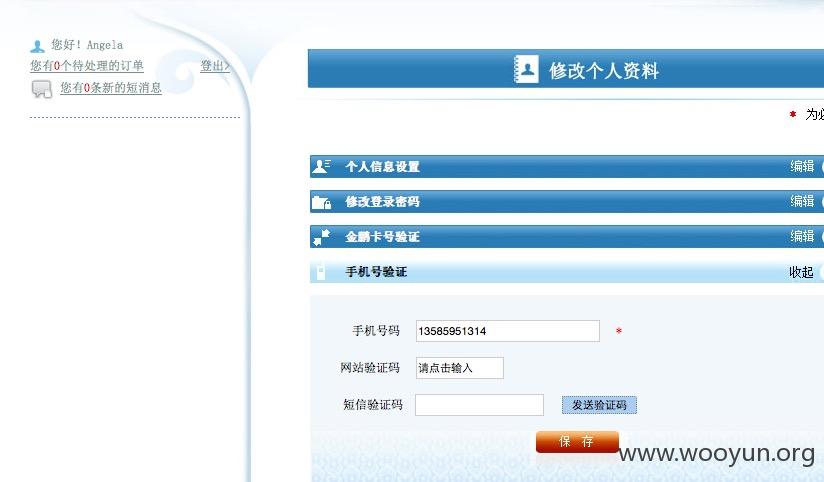 您好！Angela
您有0个待处理的订单 登出>
您有0条新的短消息
修改个人资料
* 为必
个人信息设置 编辑
修改登录密码 编辑
金鹏卡号验证 编辑
手机号验证 收起
手机号码 13585951314 *
网站验证码 请点击输入
短信验证码 发送验证码
保 存
www.wooyun.org